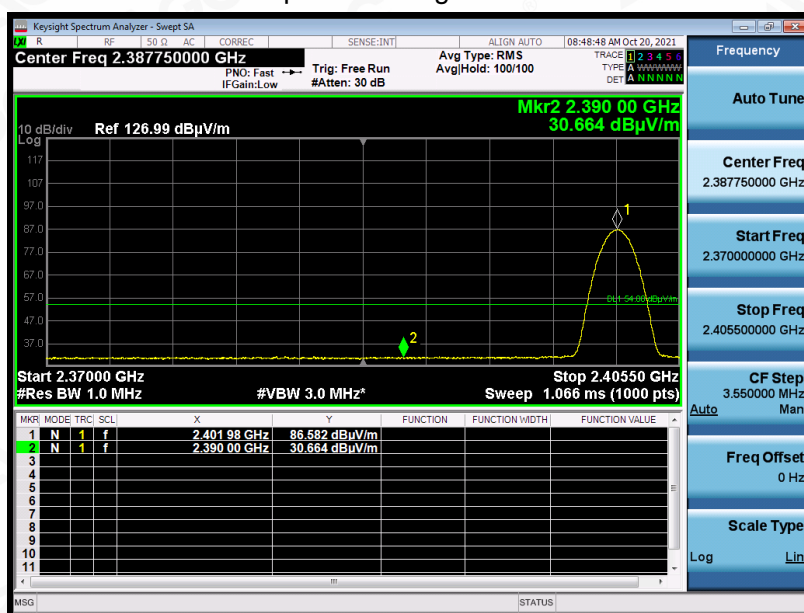 Keysight Spectrum Analyzer - Swept SA
LXI R RF 50 Ω AC CORREC SENSE:INT ALIGN AUTO 08:48:48 AM Oct 20, 2021
Center Freq 2.387750000 GHz
PNO: Fast
IFGain:Low
Trig: Free Run
#Atten: 30 dB
Avg Type: RMS
Avg|Hold: 100/100
TRACE 1 2 3 4 5 6
TYPE A WWWWW
DET A N N N N N
Mkr2 2.390 00 GHz
30.664 dBµV/m
10 dB/div Ref 126.99 dBµV/m
Log
117
107
97.0
87.0
77.0
67.0
57.0
47.0
37.0
1
DL1 54.00 dBµV/m
2
Start 2.37000 GHz Stop 2.40550 GHz
#Res BW 1.0 MHz #VBW 3.0 MHz* Sweep 1.066 ms (1000 pts)
MKR MODE TRC SCL X Y FUNCTION FUNCTION WIDTH FUNCTION VALUE
1 N 1 f 2.401 98 GHz 86.582 dBµV/m
2 N 1 f 2.390 00 GHz 30.664 dBµV/m
3
4
5
6
7
8
9
10
11
MSG STATUS
Frequency
Auto Tune
Center Freq
2.387750000 GHz
Start Freq
2.370000000 GHz
Stop Freq
2.405500000 GHz
CF Step
3.550000 MHz
Auto Man
Freq Offset
0 Hz
Scale Type
Log Lin